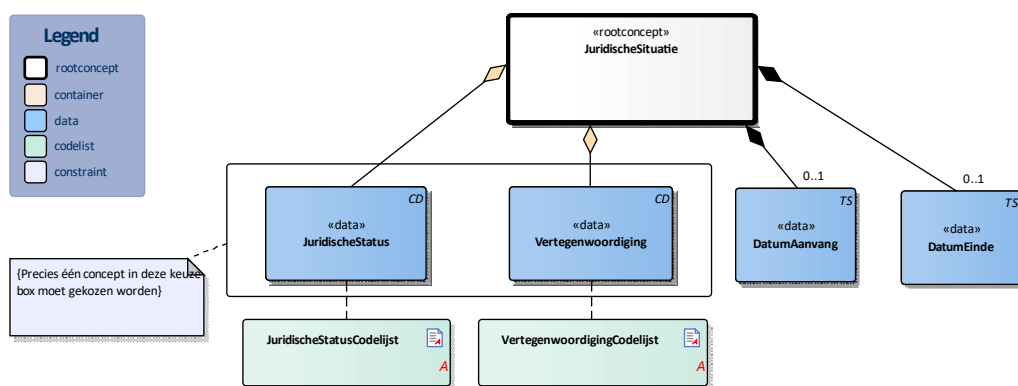 Legend
rootconcept
container
data
codelist
constraint
«rootconcept»
JuridischeSituatie
0..1
0..1
CD
«data»
JuridischeStatus
CD
«data»
Vertegenwoordiging
TS
«data»
DatumAanvang
TS
«data»
DatumEinde
{Precies één concept in deze keuze
box moet gekozen worden}
JuridischeStatusCodelijst
A
VertegenwoordigingCodelijst
A